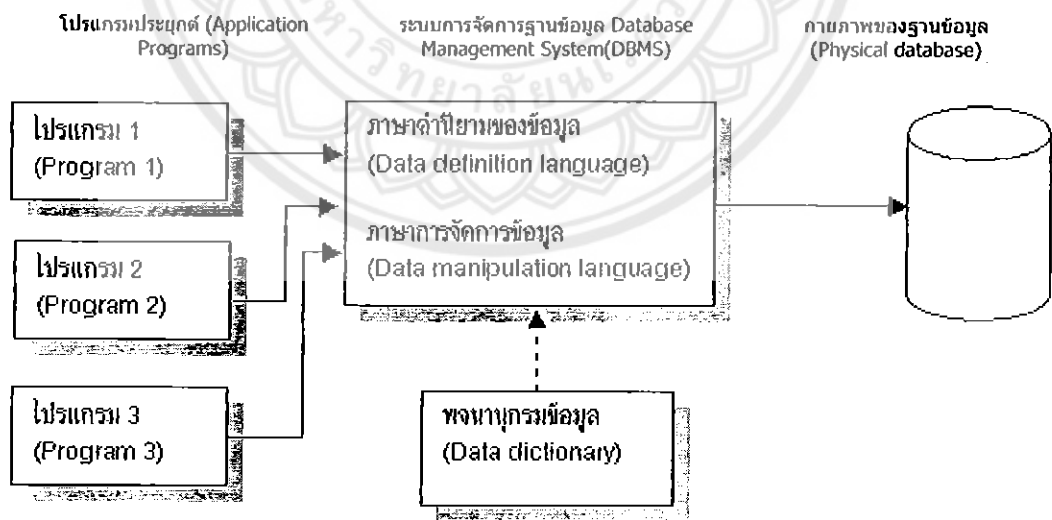 โปรแกรมประยุกต์ (Application
Programs)
ระบบการจัดการฐานข้อมูล Database
Management System(DBMS)
กายภาพของฐานข้อมูล
(Physical database)
โปรแกรม 1
(Program 1)
โปรแกรม 2
(Program 2)
โปรแกรม 3
(Program 3)
ภาษาคำนิยามของข้อมูล
(Data definition language)
ภาษาการจัดการข้อมูล
(Data manipulation language)
พจนานุกรมข้อมูล
(Data dictionary)